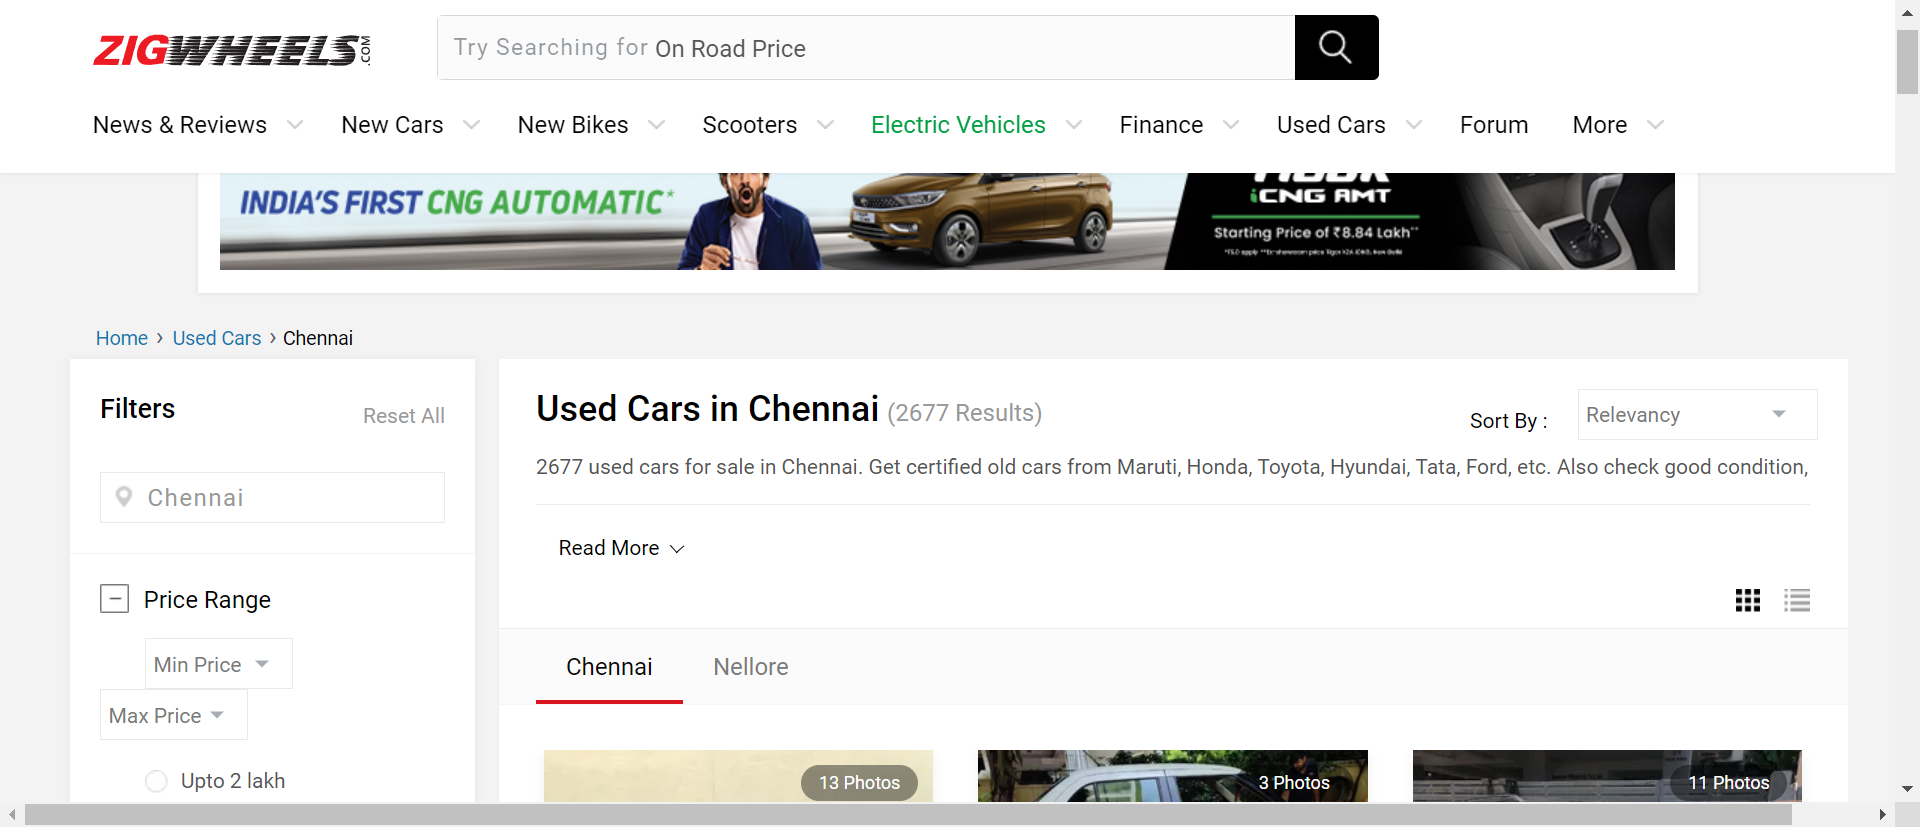 ZIGWHEELS.COM
Try Searching for On Road Price
News & Reviews New Cars New Bikes Scooters Electric Vehicles Finance Used Cars Forum More
INDIA'S FIRST CNG AUTOMATIC*
iCNG AMT
Starting Price of ₹8.84 Lakh**
Home › Used Cars › Chennai
Filters
Reset All
Chennai
Price Range
Min Price
Max Price
Upto 2 lakh
Used Cars in Chennai (2677 Results)
Sort By :
Relevancy
2677 used cars for sale in Chennai. Get certified old cars from Maruti, Honda, Toyota, Hyundai, Tata, Ford, etc. Also check good condition,
Read More
Chennai Nellore
13 Photos
3 Photos
11 Photos